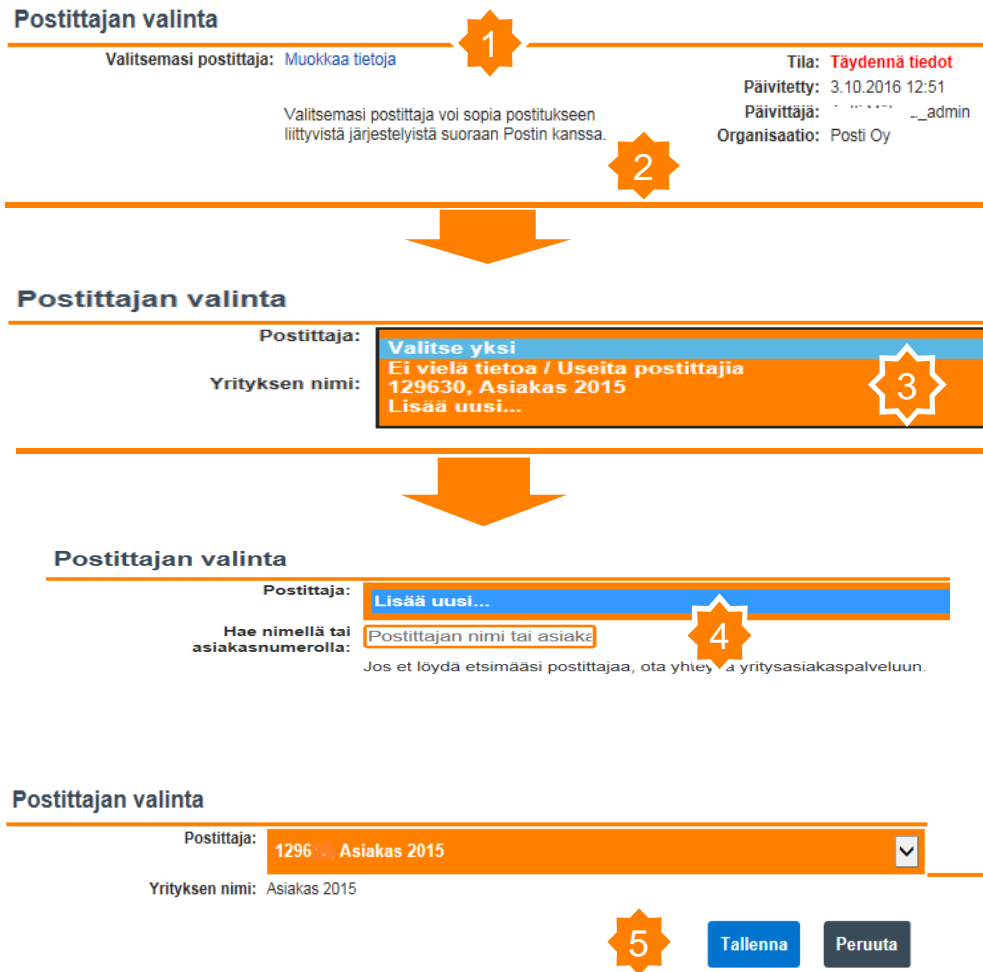 Postittajan valinta
1
Valitsemasi postittaja: Muokkaa tietoja
Tila: Täydennä tiedot
Päivitetty: 3.10.2016 12:51
Valitsemasi postittaja voi sopia postitukseen
liittyvistä järjestelyistä suoraan Postin kanssa.
Päivittäjä: _admin
Organisaatio: Posti Oy
2
Postittajan valinta
Postittaja:
Valitse yksi
Ei vielä tietoa / Useita postittajia
Yrityksen nimi:
129630, Asiakas 2015
Lisää uusi...
3
Postittajan valinta
Postittaja:
Lisää uusi...
4
Hae nimellä tai
asiakasnumerolla:
Postittajan nimi tai asiaka
Jos et löydä etsimääsi postittajaa, ota yritysasiakaspalveluun.
Postittajan valinta
Postittaja:
1296 Asiakas 2015
Yrityksen nimi: Asiakas 2015
5
Tallenna
Peruuta